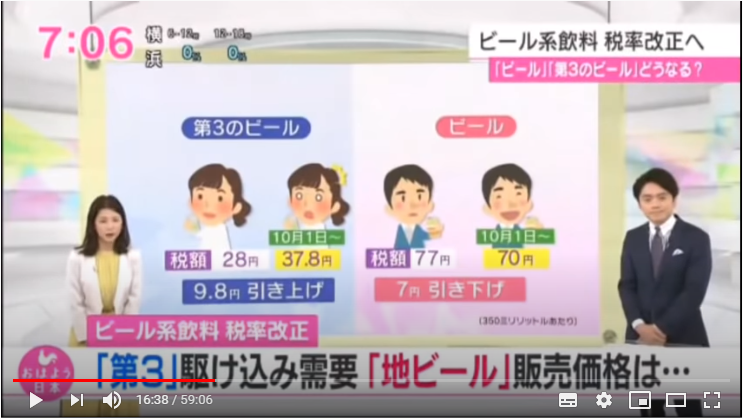 7:06
横浜
6-12時 12-18時
0% 0%
ビール系飲料 税率改正へ
「ビール」「第3のビール」どうなる?
第3のビール
ビール
10月1日～
10月1日～
税額 28円 37.8円
税額 77円 70円
9.8円 引き上げ
7円 引き下げ
(350ミリリットルあたり)
ビール系飲料 税率改正
おはよう日本
「第3」駆け込み需要 「地ビール」販売価格は…
16:38 / 59:06